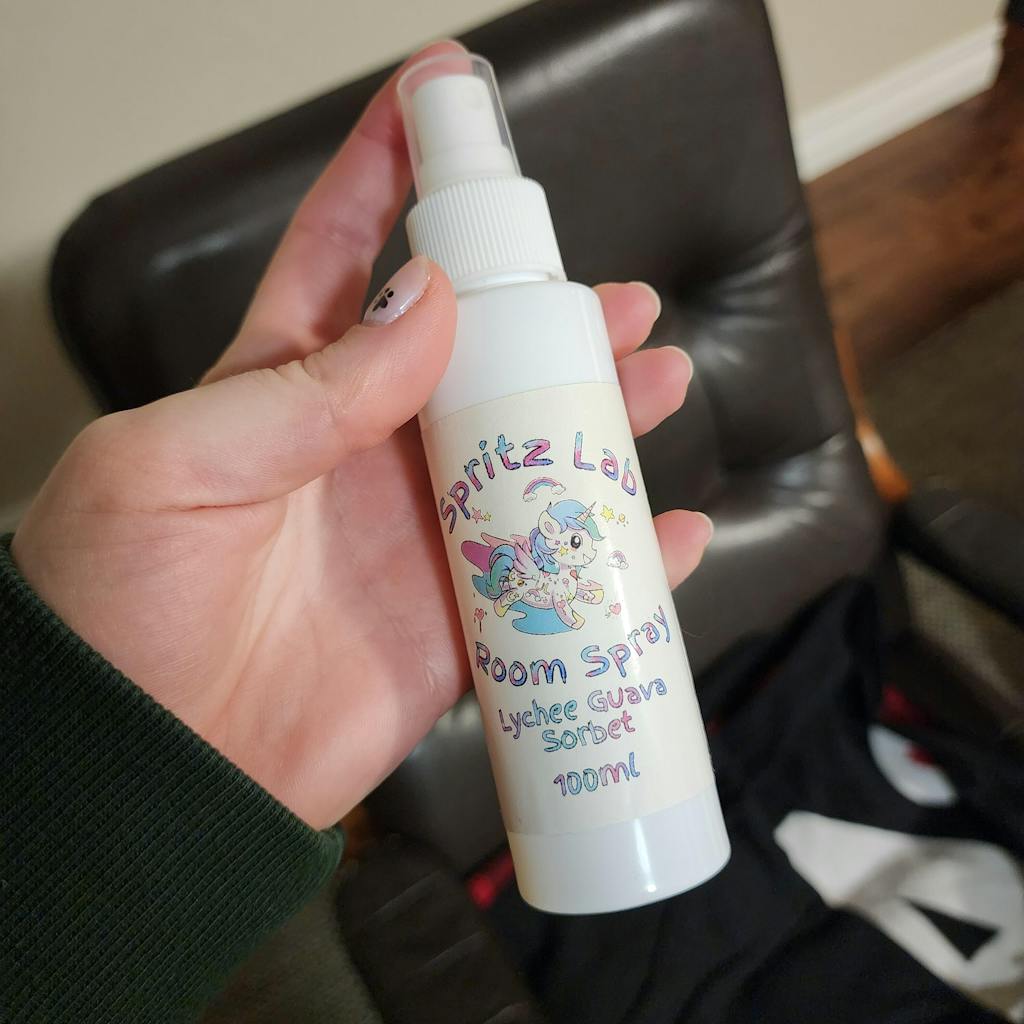 Spritz Lab
Room Spray
Lychee Guava
Sorbet
100ml